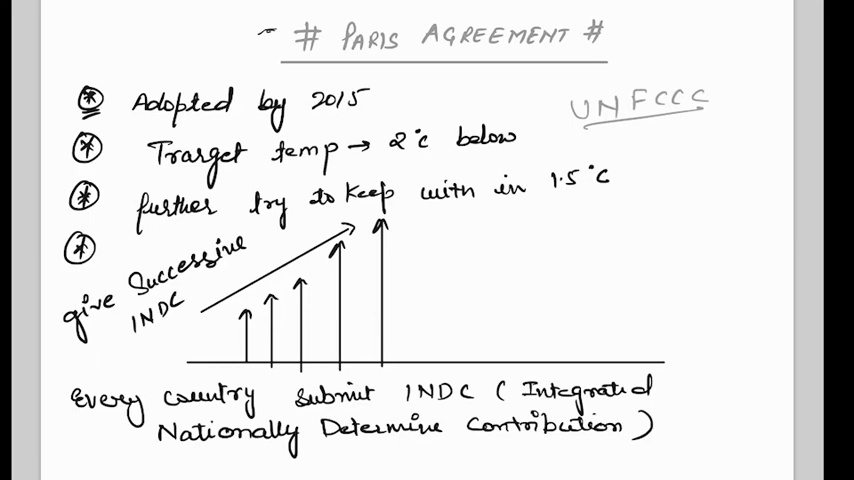 # PARIS AGREEMENT #
UNFCCC
* Adopted by 2015
* Trarget temp → 2°c below
* further try to keep with in 1.5°C
*
give Successive
INDC
Every country submit INDC ( Integrated
Nationally Determine Contribution )